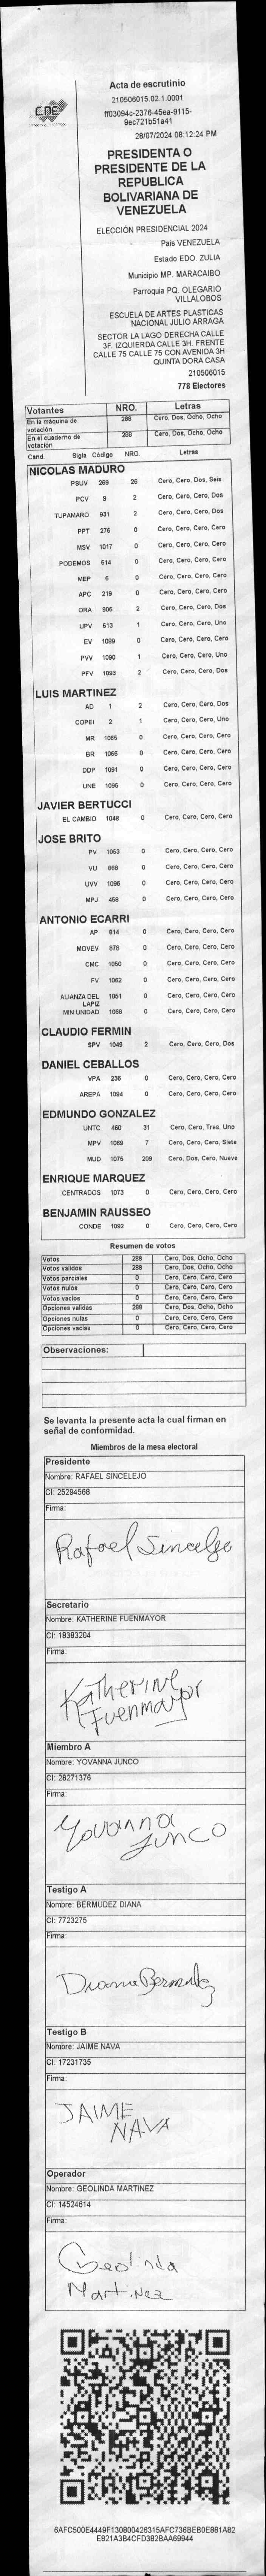 CNE
Acta de escrutinio
210506015.02.1.0001
ff03094c-2376-45ea-9115-
9ec721b51a41
28/07/2024 08:12:24 PM
PRESIDENTA O
PRESIDENTE DE LA
REPUBLICA
BOLIVARIANA DE
VENEZUELA
ELECCIÓN PRESIDENCIAL 2024
Pais VENEZUELA
Estado EDO. ZULIA
Municipio MP. MARACAIBO
Parroquia PQ. OLEGARIO
VILLALOBOS
ESCUELA DE ARTES PLASTICAS
NACIONAL JULIO ARRAGA
SECTOR LA LAGO DERECHA CALLE
3F. IZQUIERDA CALLE 3H. FRENTE
CALLE 75 CALLE 75 CON AVENIDA 3H
QUINTA DORA CASA
210506015
778 Electores
Votantes NRO. Letras
En la máquina de votación 288 Cero, Dos, Ocho, Ocho
En el cuaderno de votación 288 Cero, Dos, Ocho, Ocho
Cand. Sigla Código NRO. Letras
NICOLAS MADURO
PSUV 269 26 Cero, Cero, Dos, Seis
PCV 9 2 Cero, Cero, Cero, Dos
TUPAMARO 931 2 Cero, Cero, Cero, Dos
PPT 276 0 Cero, Cero, Cero, Cero
MSV 1017 0 Cero, Cero, Cero, Cero
PODEMOS 514 0 Cero, Cero, Cero, Cero
MEP 6 0 Cero, Cero, Cero, Cero
APC 219 0 Cero, Cero, Cero, Cero
ORA 906 2 Cero, Cero, Cero, Dos
UPV 613 1 Cero, Cero, Cero, Uno
EV 1089 0 Cero, Cero, Cero, Cero
PVV 1090 1 Cero, Cero, Cero, Uno
PFV 1093 2 Cero, Cero, Cero, Dos
LUIS MARTINEZ
AD 1 2 Cero, Cero, Cero, Dos
COPEI 2 1 Cero, Cero, Cero, Uno
MR 1065 0 Cero, Cero, Cero, Cero
BR 1066 0 Cero, Cero, Cero, Cero
DDP 1091 0 Cero, Cero, Cero, Cero
UNE 1095 0 Cero, Cero, Cero, Cero
JAVIER BERTUCCI
EL CAMBIO 1048 0 Cero, Cero, Cero, Cero
JOSE BRITO
PV 1053 0 Cero, Cero, Cero, Cero
VU 868 0 Cero, Cero, Cero, Cero
UVV 1096 0 Cero, Cero, Cero, Cero
MPJ 458 0 Cero, Cero, Cero, Cero
ANTONIO ECARRI
AP 814 0 Cero, Cero, Cero, Cero
MOVEV 878 0 Cero, Cero, Cero, Cero
CMC 1050 0 Cero, Cero, Cero, Cero
FV 1062 0 Cero, Cero, Cero, Cero
ALIANZA DEL LAPIZ 1051 0 Cero, Cero, Cero, Cero
MIN UNIDAD 1068 0 Cero, Cero, Cero, Cero
CLAUDIO FERMIN
SPV 1049 2 Cero, Cero, Cero, Dos
DANIEL CEBALLOS
VPA 236 0 Cero, Cero, Cero, Cero
AREPA 1094 0 Cero, Cero, Cero, Cero
EDMUNDO GONZALEZ
UNTC 460 31 Cero, Cero, Tres, Uno
MPV 1069 7 Cero, Cero, Cero, Siete
MUD 1075 209 Cero, Dos, Cero, Nueve
ENRIQUE MARQUEZ
CENTRADOS 1073 0 Cero, Cero, Cero, Cero
BENJAMIN RAUSSEO
CONDE 1092 0 Cero, Cero, Cero, Cero
Resumen de votos
Votos 288 Cero, Dos, Ocho, Ocho
Votos validos 288 Cero, Dos, Ocho, Ocho
Votos parciales 0 Cero, Cero, Cero, Cero
Votos nulos 0 Cero, Cero, Cero, Cero
Votos vacios 0 Cero, Cero, Cero, Cero
Opciones validas 288 Cero, Dos, Ocho, Ocho
Opciones nulas 0 Cero, Cero, Cero, Cero
Opciones vacias 0 Cero, Cero, Cero, Cero
Observaciones:
Se levanta la presente acta la cual firman en
señal de conformidad.
Miembros de la mesa electoral
Presidente
Nombre: RAFAEL SINCELEJO
CI: 25294568
Firma:
Rafael Sincelejo
Secretario
Nombre: KATHERINE FUENMAYOR
CI: 18383204
Firma:
Katherine
Fuenmayor
Miembro A
Nombre: YOVANNA JUNCO
CI: 28271376
Firma:
Yovanna
Junco
Testigo A
Nombre: BERMUDEZ DIANA
CI: 7723275
Firma:
Diana Bermudez
Testigo B
Nombre: JAIME NAVA
CI: 17231735
Firma:
JAIME
NAVA
Operador
Nombre: GEOLINDA MARTINEZ
CI: 14524614
Firma:
Geolinda
Martinez
6AFC500E4449F130800426315AFC736BEB0E881A82
E821A3B4CFD382BAA69944